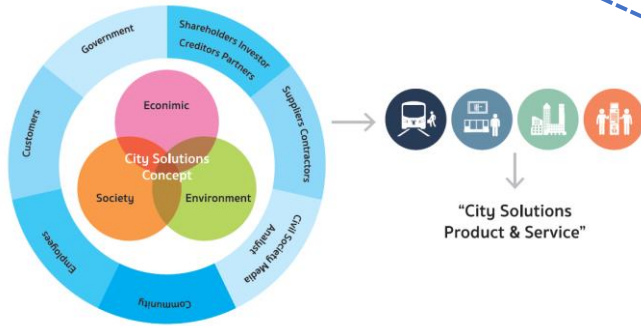 Government
Shareholders Investor
Creditors Partners
Suppliers Contractors
Civil Society Media
Analyst
Community
Employees
Customers
Econimic
City Solutions
Concept
Society
Environment
"City Solutions
Product & Service"